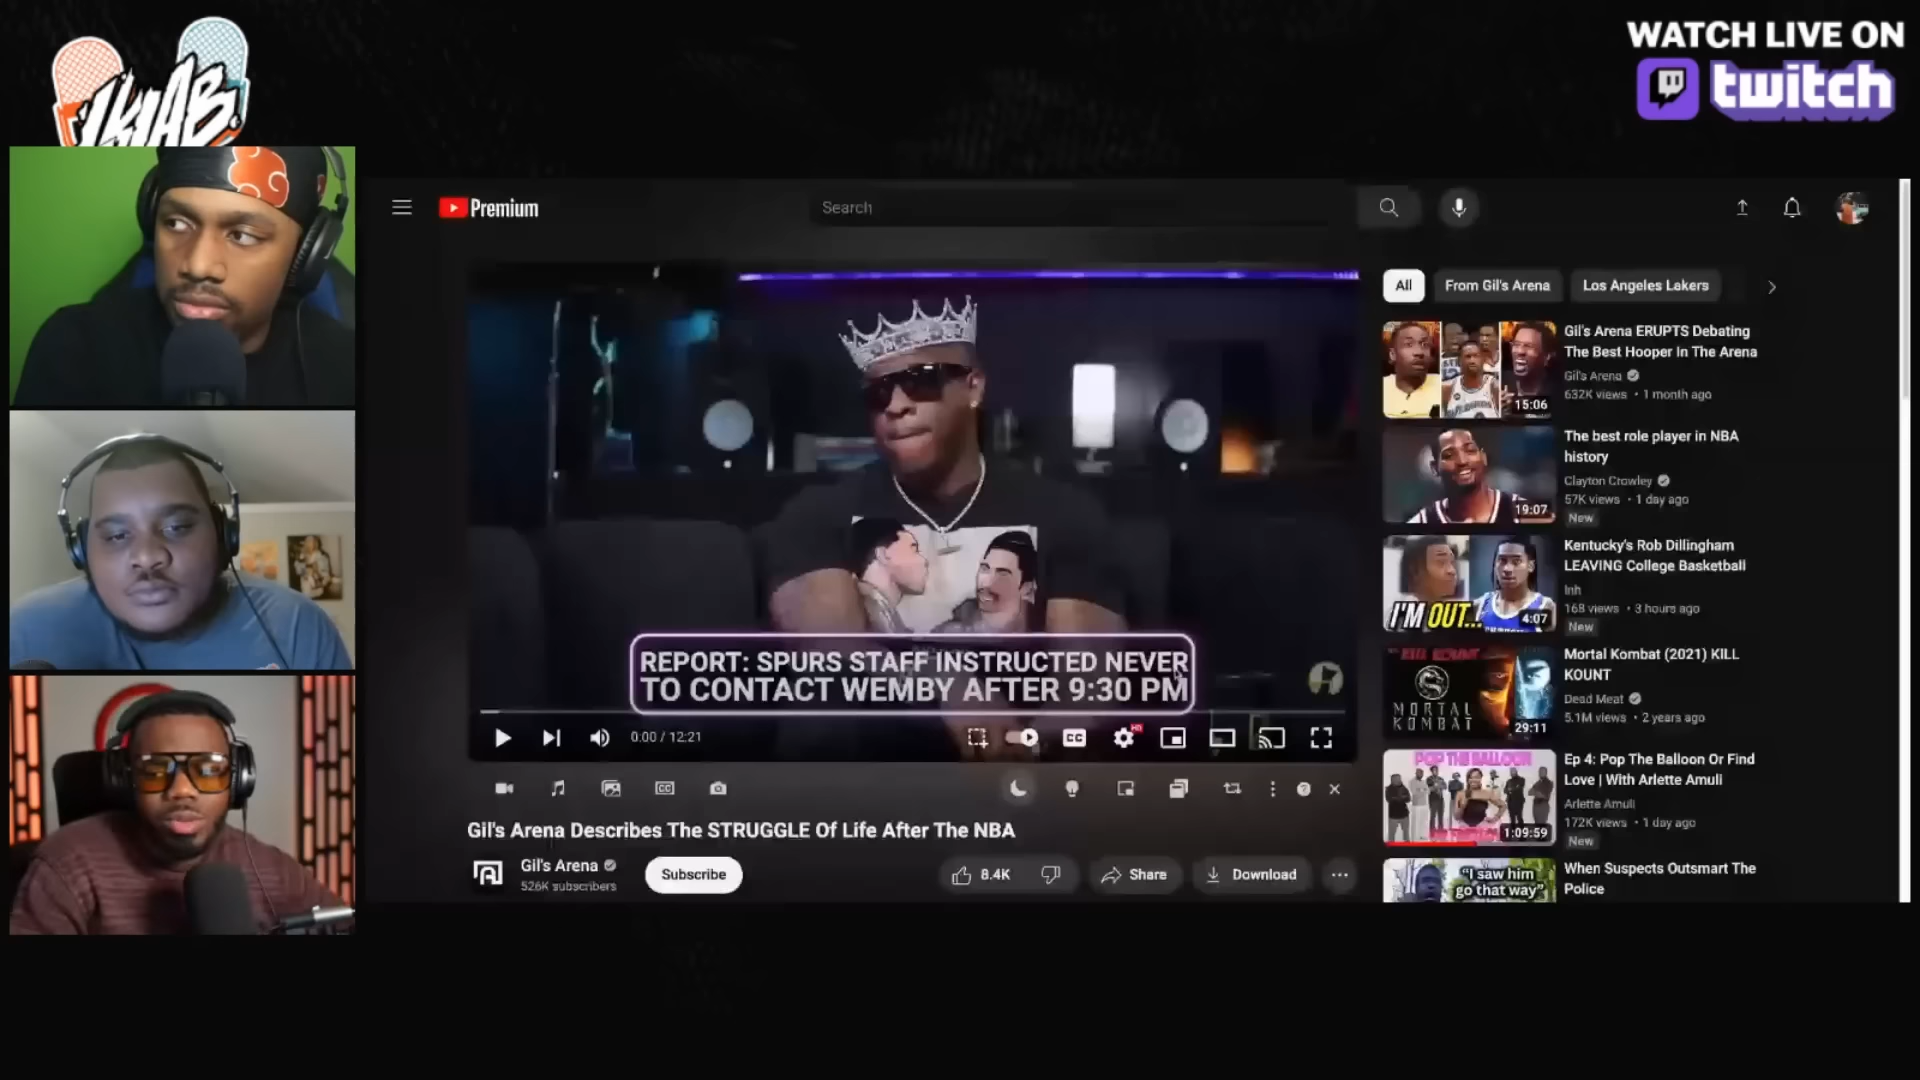 IKIAB
WATCH LIVE ON
twitch
Premium
Search
REPORT: SPURS STAFF INSTRUCTED NEVER
TO CONTACT WEMBY AFTER 9:30 PM
0:00 / 12:21
CC
HD
CC
Gil's Arena Describes The STRUGGLE Of Life After The NBA
Gil's Arena
526K subscribers
Subscribe
8.4K
Share
Download
All
From Gil's Arena
Los Angeles Lakers
Gil's Arena ERUPTS Debating
The Best Hooper In The Arena
Gil's Arena
632K views • 1 month ago
15:06
The best role player in NBA
history
Clayton Crowley
57K views • 1 day ago
New
19:07
Kentucky's Rob Dillingham
LEAVING College Basketball
Inh
168 views • 3 hours ago
New
I'M OUT...
4:07
Mortal Kombat (2021) KILL
KOUNT
Dead Meat
5.1M views • 2 years ago
MORTAL
KOMBAT
29:11
Ep 4: Pop The Balloon Or Find
Love | With Arlette Amuli
Arlette Amuli
172K views • 1 day ago
New
POP THE BALLOON
1:09:59
When Suspects Outsmart The
Police
"I saw him
go that way"